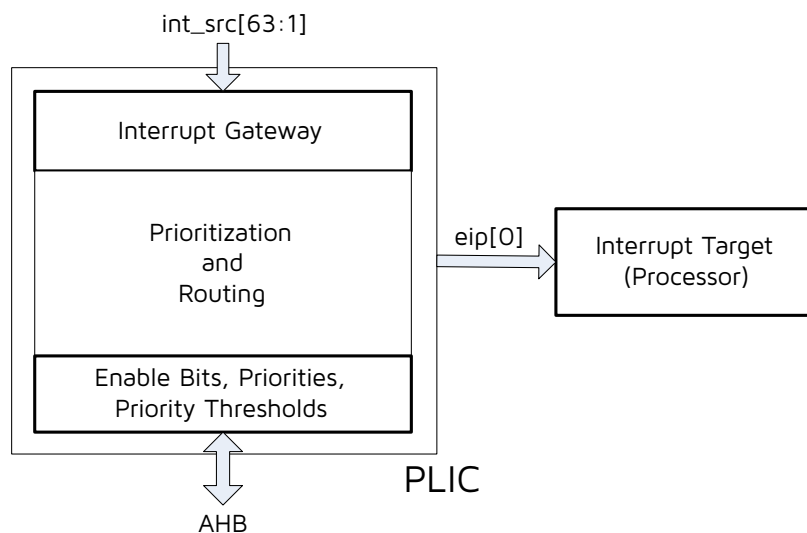 int_src[63:1]
Interrupt Gateway
Prioritization
and
Routing
eip[0]
Interrupt Target
(Processor)
Enable Bits, Priorities,
Priority Thresholds
PLIC
AHB